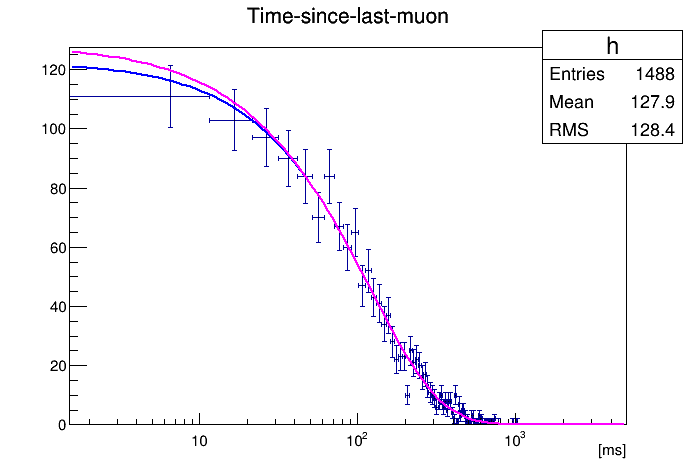 Time-since-last-muon
h
Entries 1488
Mean 127.9
RMS 128.4
120
100
80
60
40
20
0
10 10² 10³
[ms]